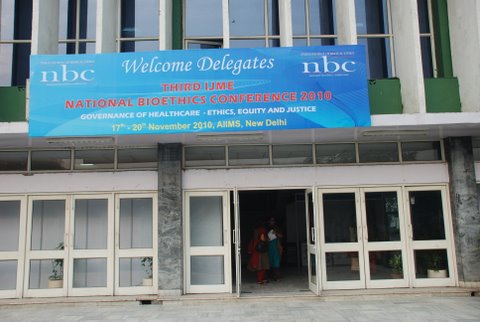 Welcome Delegates
nbc
nbc
THIRD IJME
NATIONAL BIOETHICS CONFERENCE 2010
GOVERNANCE OF HEALTHCARE - ETHICS, EQUITY AND JUSTICE
17th - 20th November 2010, AIIMS, New Delhi